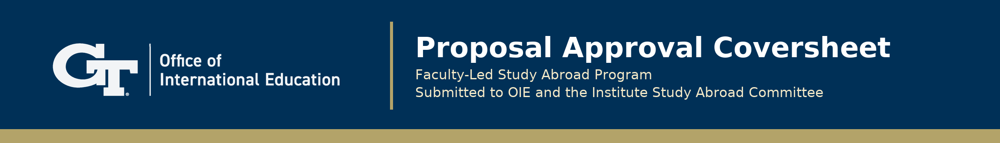 GT®
Office of
International Education
Proposal Approval Coversheet
Faculty-Led Study Abroad Program
Submitted to OIE and the Institute Study Abroad Committee